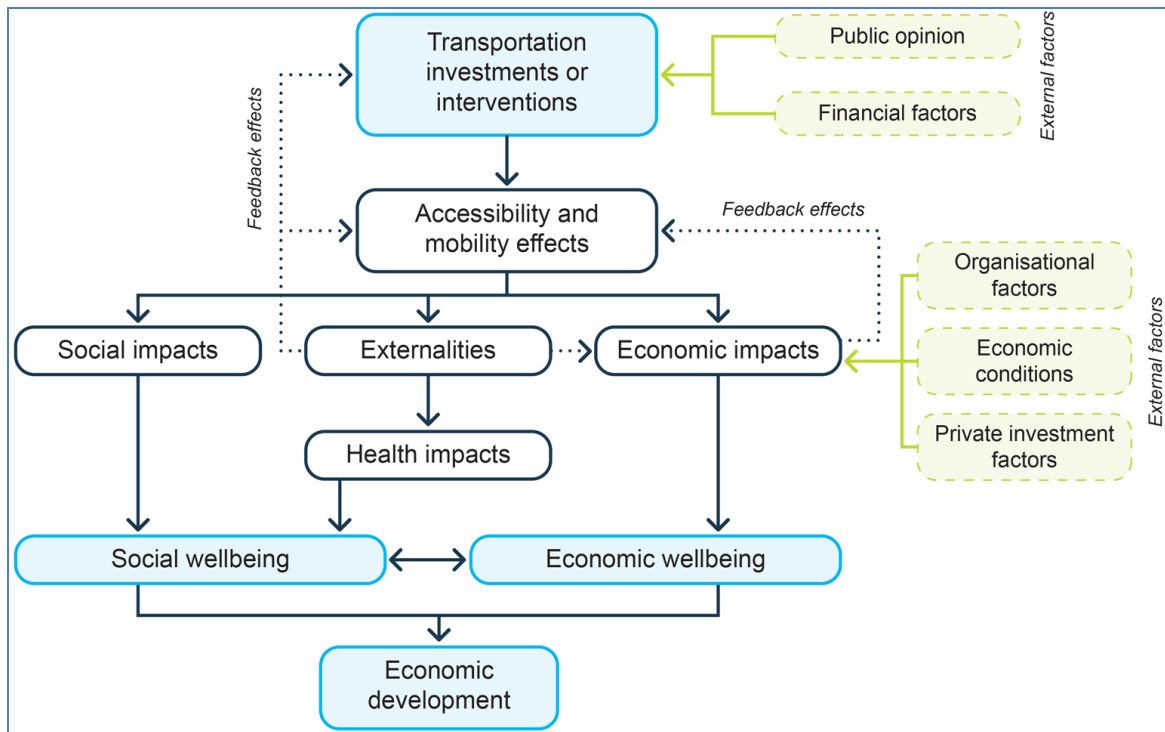 Transportation
investments or
interventions
Public opinion
Financial factors
External factors
Feedback effects
Accessibility and
mobility effects
Feedback effects
Organisational
factors
Economic
conditions
Private investment
factors
External factors
Social impacts
Externalities
Economic impacts
Health impacts
Social wellbeing
Economic wellbeing
Economic
development